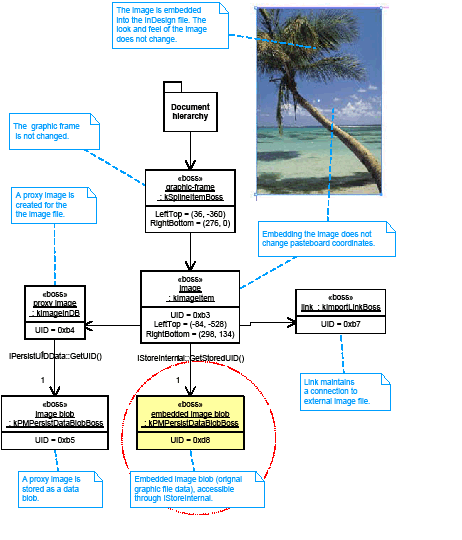 The image is embedded
into the InDesign file. The
look and feel of the image
does not change.
Document
hierarchy
The graphic frame
is not changed.
«boss»
graphic-frame
: kSplineItemBoss
LeftTop = (36, -360)
RightBottom = (276, 0)
A proxy image is
created for the
the image file.
Embedding the image does not
change pasteboard coordinates.
«boss»
proxy image
: kImageInDB
UID = 0xb4
«boss»
image
: kImageItem
UID = 0xb3
LeftTop = (-84, -528)
RightBottom = (298, 134)
«boss»
link : kImportLinkBoss
UID = 0xb7
IPersistUIDData::GetUID()
IStoreInternal::GetStoredUID()
1
1
Link maintains
a connection to
external image file.
«boss»
image blob
: kPMPersistDataBlobBoss
UID = 0xb5
«boss»
embedded image blob
: kPMPersistDataBlobBoss
UID = 0xd8
A proxy image is
stored as a data
blob.
Embedded image blob (orignal
graphic file data), accessible
through IStoreInternal.